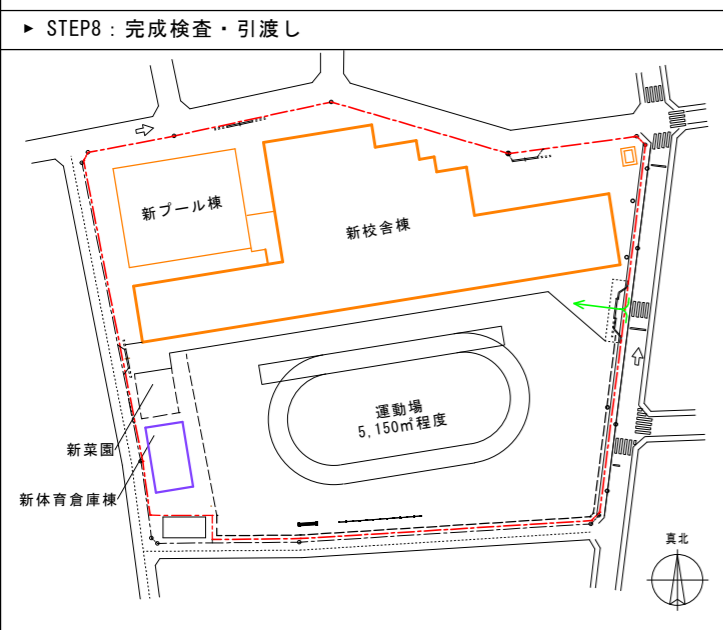 ▶ STEP8：完成検査・引渡し
新プール棟
新校舎棟
運動場
5,150㎡程度
新菜園
新体育倉庫棟
真北